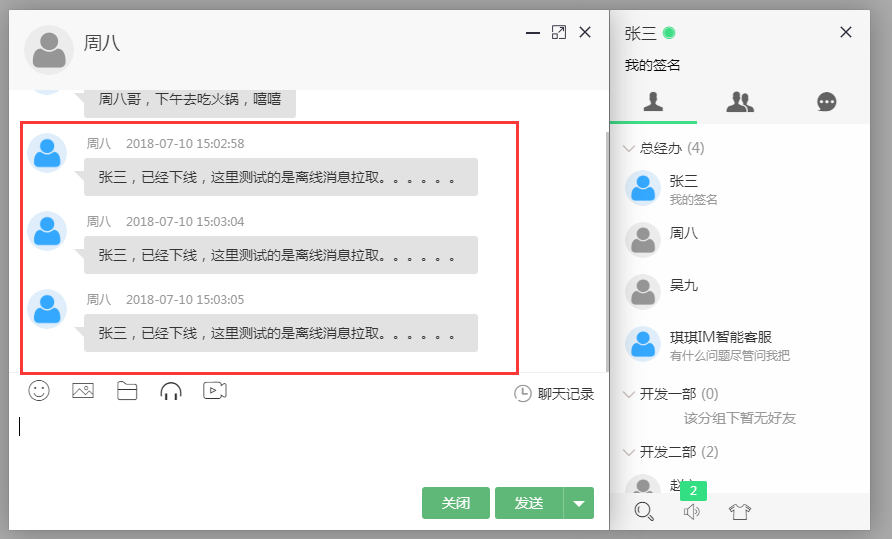 周八
周八哥，下午去吃火锅，嘻嘻
周八 2018-07-10 15:02:58
张三，已经下线，这里测试的是离线消息拉取。。。。。。
周八 2018-07-10 15:03:04
张三，已经下线，这里测试的是离线消息拉取。。。。。。
周八 2018-07-10 15:03:05
张三，已经下线，这里测试的是离线消息拉取。。。。。。
聊天记录
关闭
发送
张三
我的签名
总经办 (4)
张三
我的签名
周八
吴九
琪琪IM智能客服
有什么问题尽管问我把
开发一部 (0)
该分组下暂无好友
开发二部 (2)
赵
2